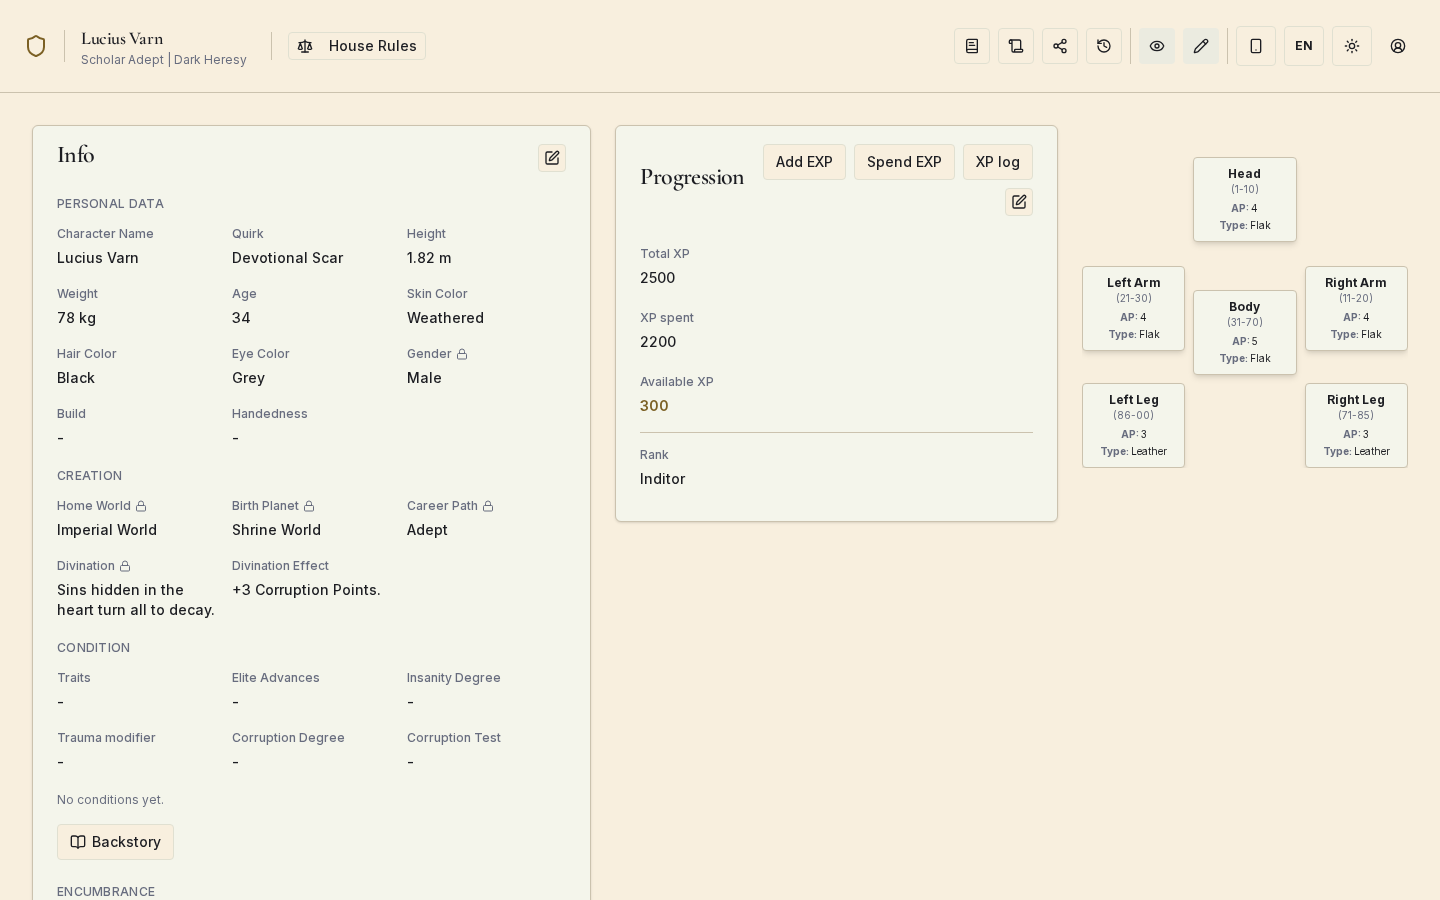 Lucius Varn
Scholar Adept | Dark Heresy
House Rules
EN
Info
PERSONAL DATA
Character Name
Lucius Varn
Quirk
Devotional Scar
Height
1.82 m
Weight
78 kg
Age
34
Skin Color
Weathered
Hair Color
Black
Eye Color
Grey
Gender
Male
Build
-
Handedness
-
CREATION
Home World
Imperial World
Birth Planet
Shrine World
Career Path
Adept
Divination
Sins hidden in the
heart turn all to decay.
Divination Effect
+3 Corruption Points.
CONDITION
Traits
-
Elite Advances
-
Insanity Degree
-
Trauma modifier
-
Corruption Degree
-
Corruption Test
-
No conditions yet.
Backstory
ENCUMBRANCE
Progression
Add EXP
Spend EXP
XP log
Total XP
2500
XP spent
2200
Available XP
300
Rank
Inditor
Head
(1-10)
AP: 4
Type: Flak
Left Arm
(21-30)
AP: 4
Type: Flak
Body
(31-70)
AP: 5
Type: Flak
Right Arm
(11-20)
AP: 4
Type: Flak
Left Leg
(86-00)
AP: 3
Type: Leather
Right Leg
(71-85)
AP: 3
Type: Leather